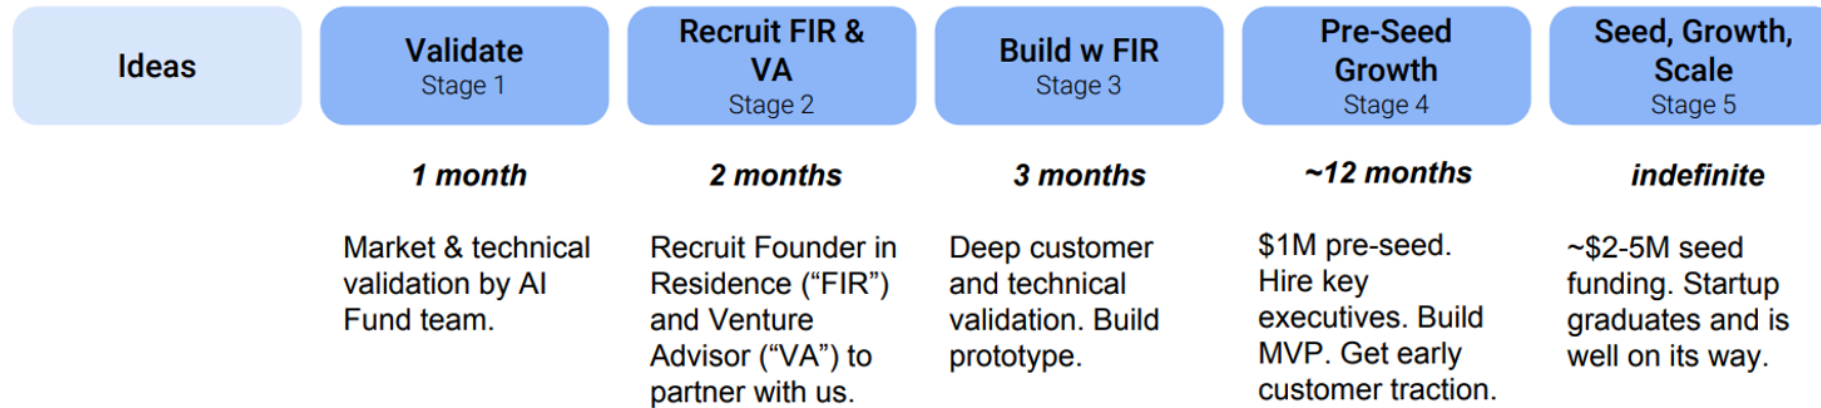 Ideas
Validate
Stage 1
Recruit FIR &
VA
Stage 2
Build w FIR
Stage 3
Pre-Seed
Growth
Stage 4
Seed, Growth,
Scale
Stage 5
1 month
2 months
3 months
~12 months
indefinite
Market & technical
validation by AI
Fund team.
Recruit Founder in
Residence (“FIR”)
and Venture
Advisor (“VA”) to
partner with us.
Deep customer
and technical
validation. Build
prototype.
$1M pre-seed.
Hire key
executives. Build
MVP. Get early
customer traction.
~$2-5M seed
funding. Startup
graduates and is
well on its way.